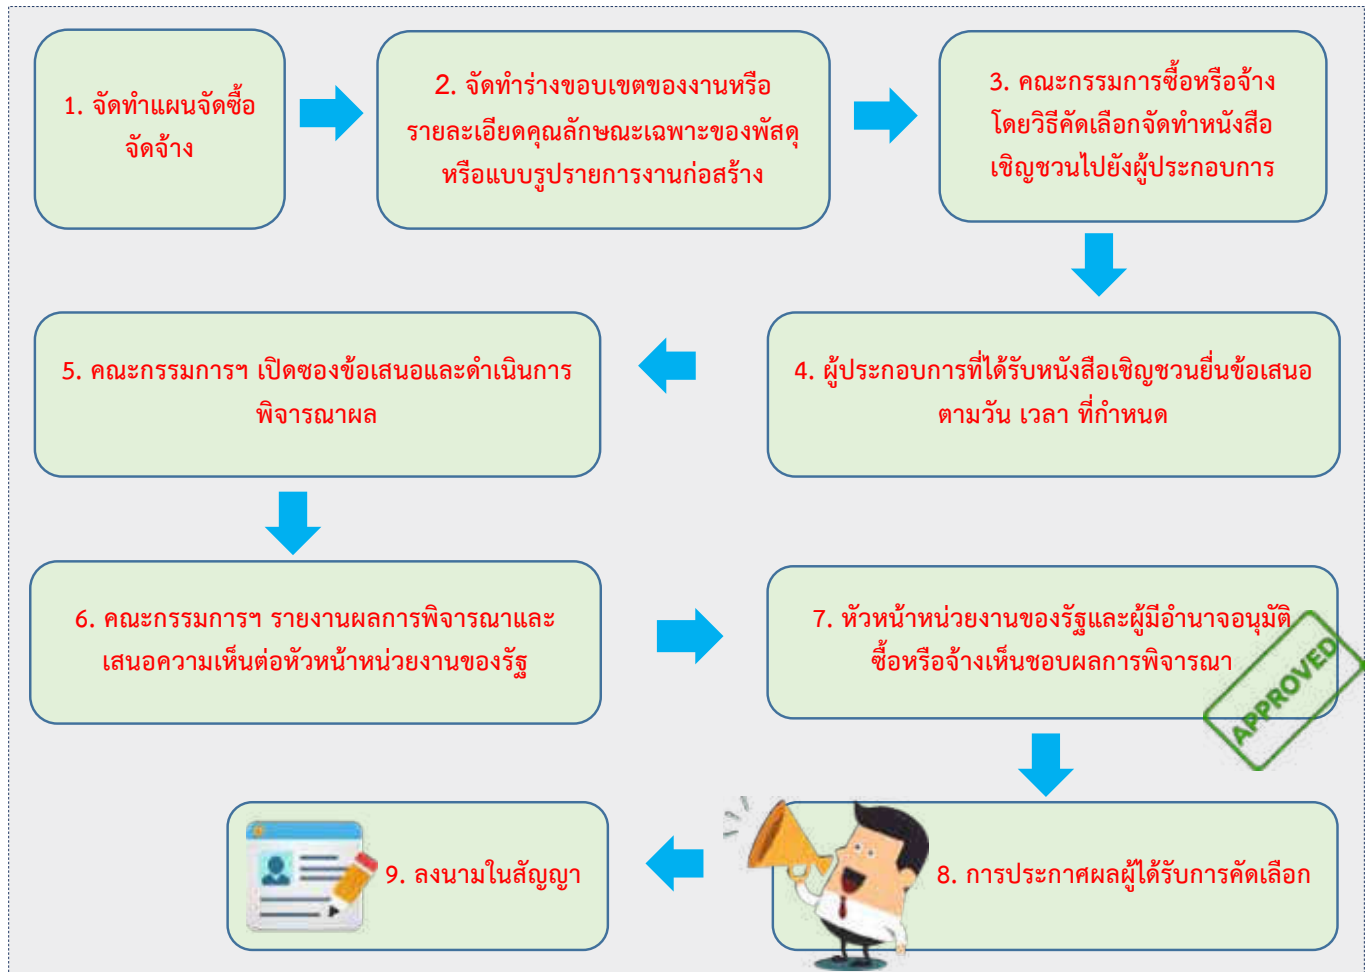 1. จัดทำแผนจัดซื้อ
จัดจ้าง
2. จัดทำร่างขอบเขตของงานหรือ
รายละเอียดคุณลักษณะเฉพาะของพัสดุ
หรือแบบรูปรายการงานก่อสร้าง
3. คณะกรรมการซื้อหรือจ้าง
โดยวิธีคัดเลือกจัดทำหนังสือ
เชิญชวนไปยังผู้ประกอบการ
4. ผู้ประกอบการที่ได้รับหนังสือเชิญชวนยื่นข้อเสนอ
ตามวัน เวลา ที่กำหนด
5. คณะกรรมการฯ เปิดซองข้อเสนอและดำเนินการ
พิจารณาผล
6. คณะกรรมการฯ รายงานผลการพิจารณาและ
เสนอความเห็นต่อหัวหน้าหน่วยงานของรัฐ
7. หัวหน้าหน่วยงานของรัฐและผู้มีอำนาจอนุมัติ
ซื้อหรือจ้างเห็นชอบผลการพิจารณา
APPROVED
8. การประกาศผลผู้ได้รับการคัดเลือก
9. ลงนามในสัญญา